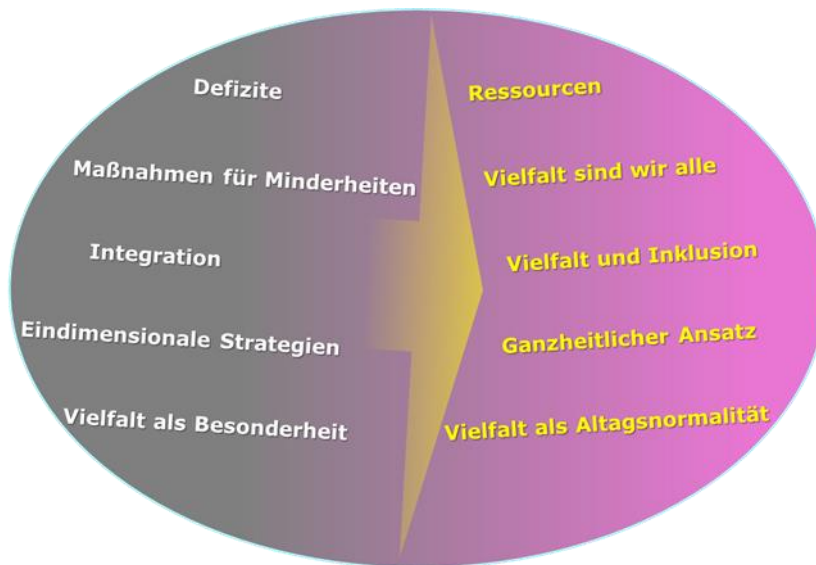 Defizite
Ressourcen
Maßnahmen für Minderheiten
Vielfalt sind wir alle
Integration
Vielfalt und Inklusion
Eindimensionale Strategien
Ganzheitlicher Ansatz
Vielfalt als Besonderheit
Vielfalt als Altagsnormalität